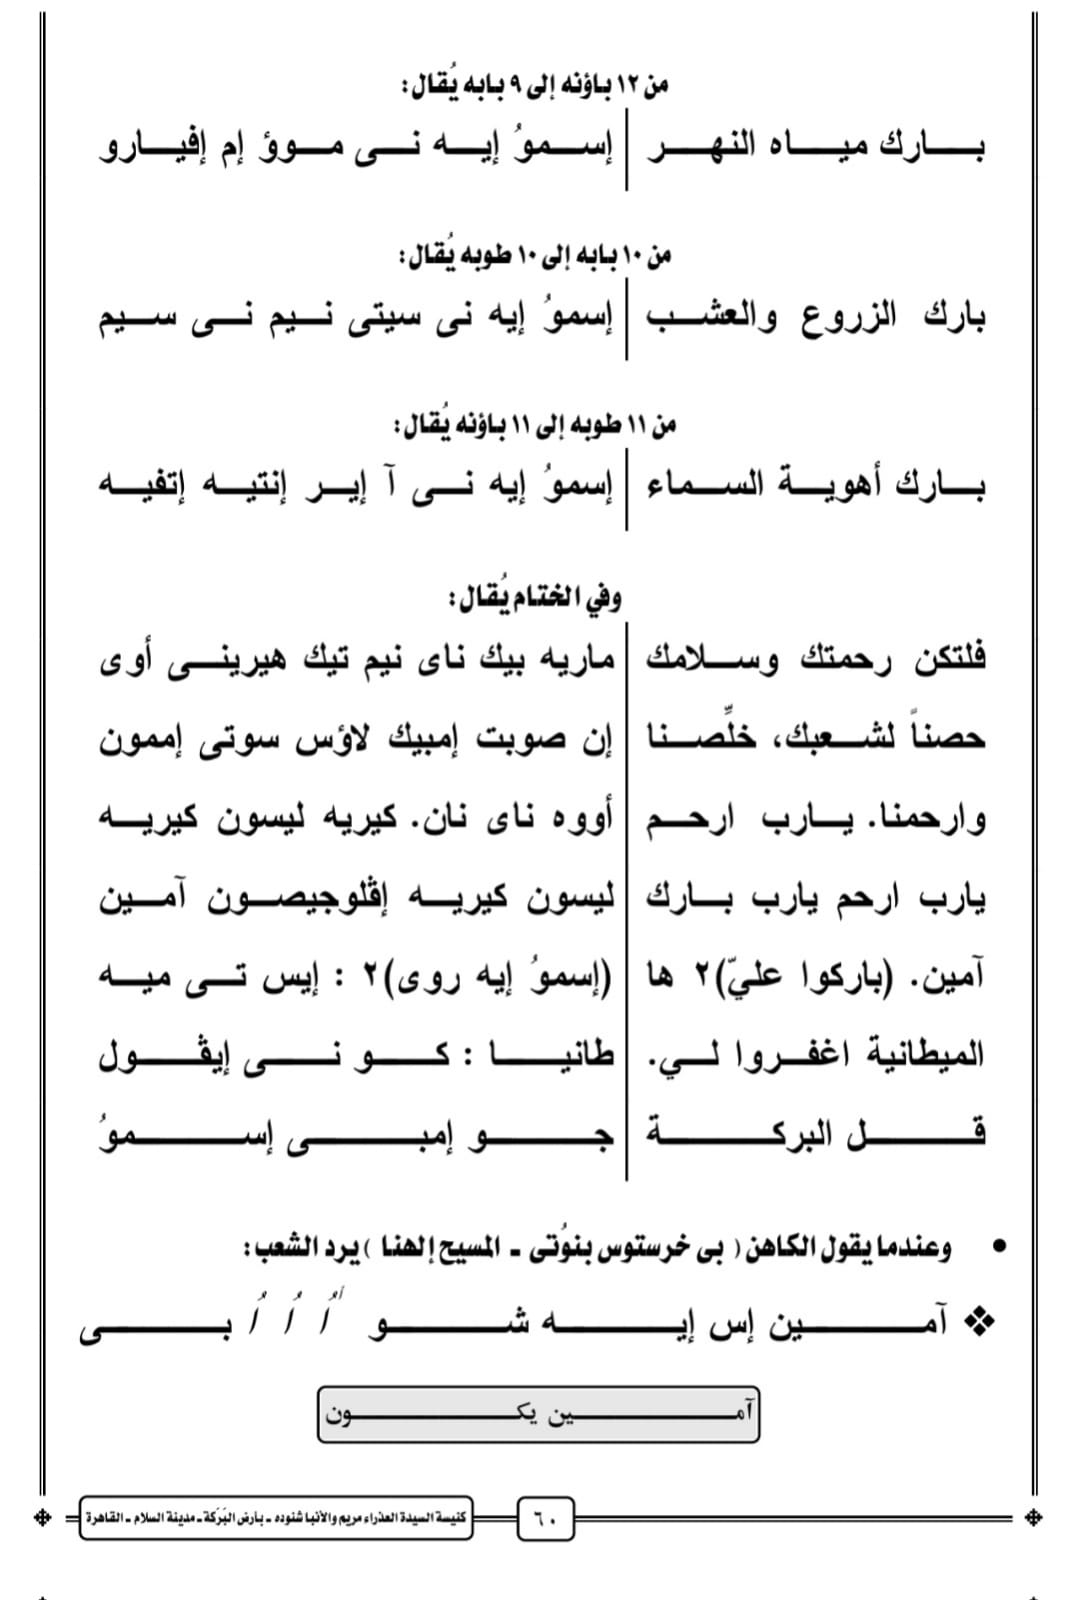 من ١٢ باؤنه إلى ٩ بابه يُقال:
بارك مياه النهر | إسموُ إيه نى موؤ إم إفيارو
من ١٠ بابه إلى ١٠ طوبه يُقال:
بارك الزروع والعشب | إسموُ إيه نى سيتى نيم نى سيم
من ١١ طوبه إلى ١١ باؤنه يُقال:
بارك أهوية السماء | إسموُ إيه نى آ إير إنتيه إتفيه
وفي الختام يُقال:
فلتكن رحمتك وسلامك | ماريه بيك ناى نيم تيك هيرينى أوى
حصناً لشعبك، خلِّصنا | إن صوبت إمبيك لاؤس سوتى إممون
وارحمنا. يارب ارحم | أووه ناى نان. كيريه ليسون كيريه
يارب ارحم يارب بارك | ليسون كيريه إڤلوجيصون آمين
آمين. (باركوا عليّ)٢ ها | (إسموُ إيه روى)٢ : إيس تى ميه
الميطانية اغفروا لي. | طانيا : كو نى إيڤول
قل البركة | جو إمبى إسموُ
• وعندما يقول الكاهن ( بى خرستوس بنوُتى - المسيح إلهنا ) يرد الشعب:
❖ آمين إس إيه شو أُ اُ اُ بى
آمين يكون
٦٠
كنيسة السيدة العذراء مريم والأنبا شنوده - بأرض البَرَكة - مدينة السلام - القاهرة